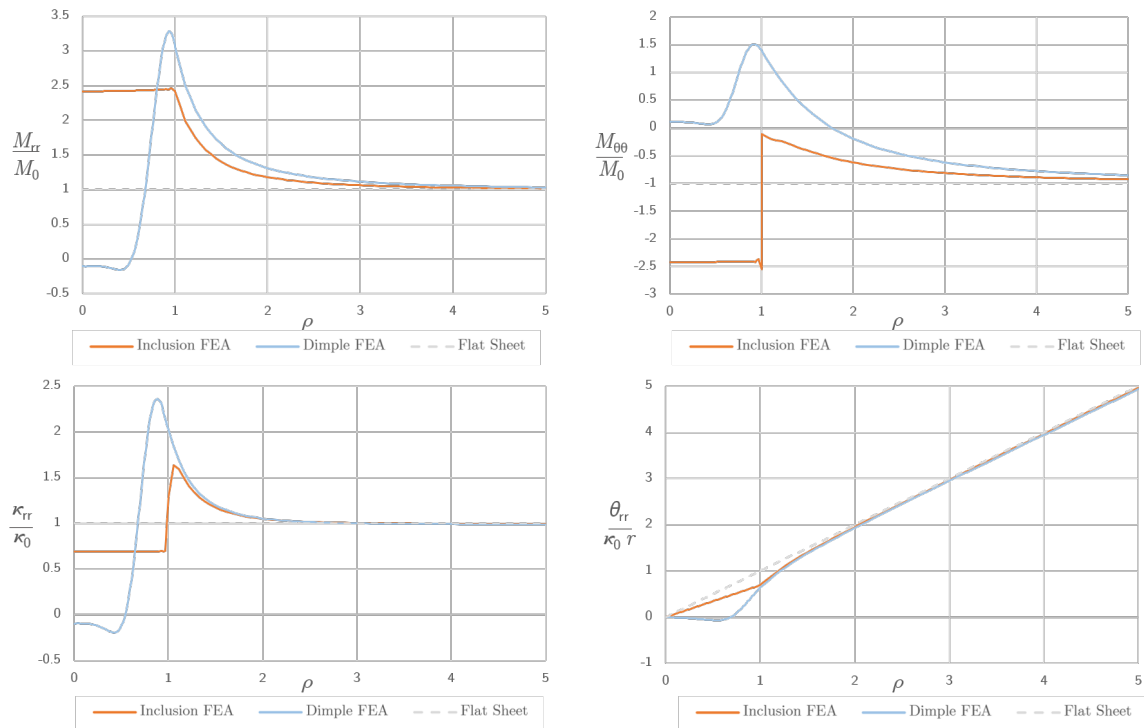 3.5
3
2.5
2
1.5
1
0.5
0
-0.5
M_rr
M_0
0 1 2 3 4 5
ρ
Inclusion FEA Dimple FEA Flat Sheet
2
1.5
1
0.5
0
-0.5
-1
-1.5
-2
-2.5
-3
M_θθ
M_0
0 1 2 3 4 5
ρ
Inclusion FEA Dimple FEA Flat Sheet
2.5
2
1.5
1
0.5
0
-0.5
κ_rr
κ_0
0 1 2 3 4 5
ρ
Inclusion FEA Dimple FEA Flat Sheet
5
4
3
2
1
0
-1
θ_rr
κ_0 r
0 1 2 3 4 5
ρ
Inclusion FEA Dimple FEA Flat Sheet